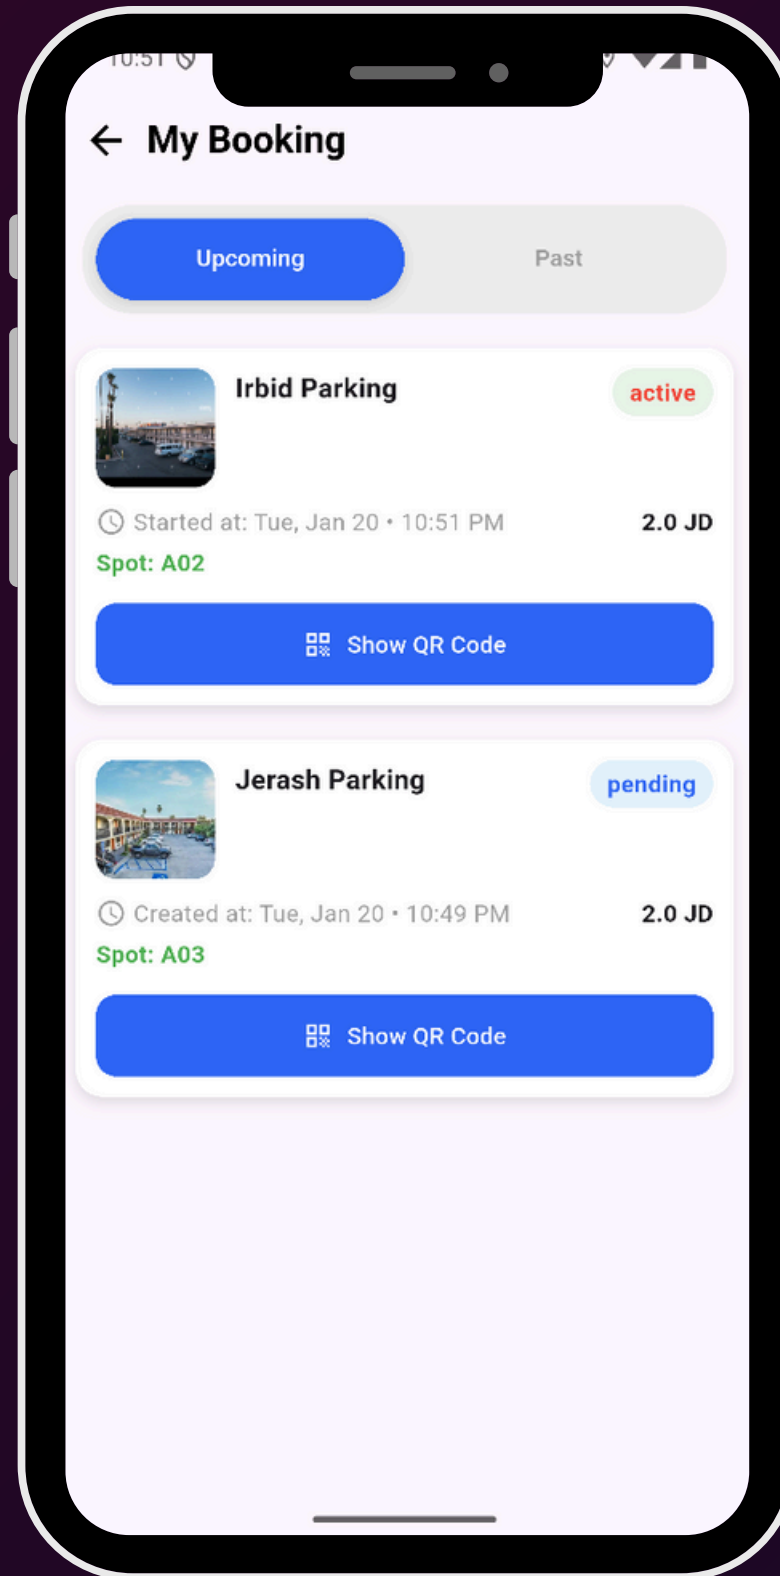 10:51
My Booking
Upcoming
Past
Irbid Parking
active
Started at: Tue, Jan 20 • 10:51 PM
2.0 JD
Spot: A02
Show QR Code
Jerash Parking
pending
Created at: Tue, Jan 20 • 10:49 PM
2.0 JD
Spot: A03
Show QR Code